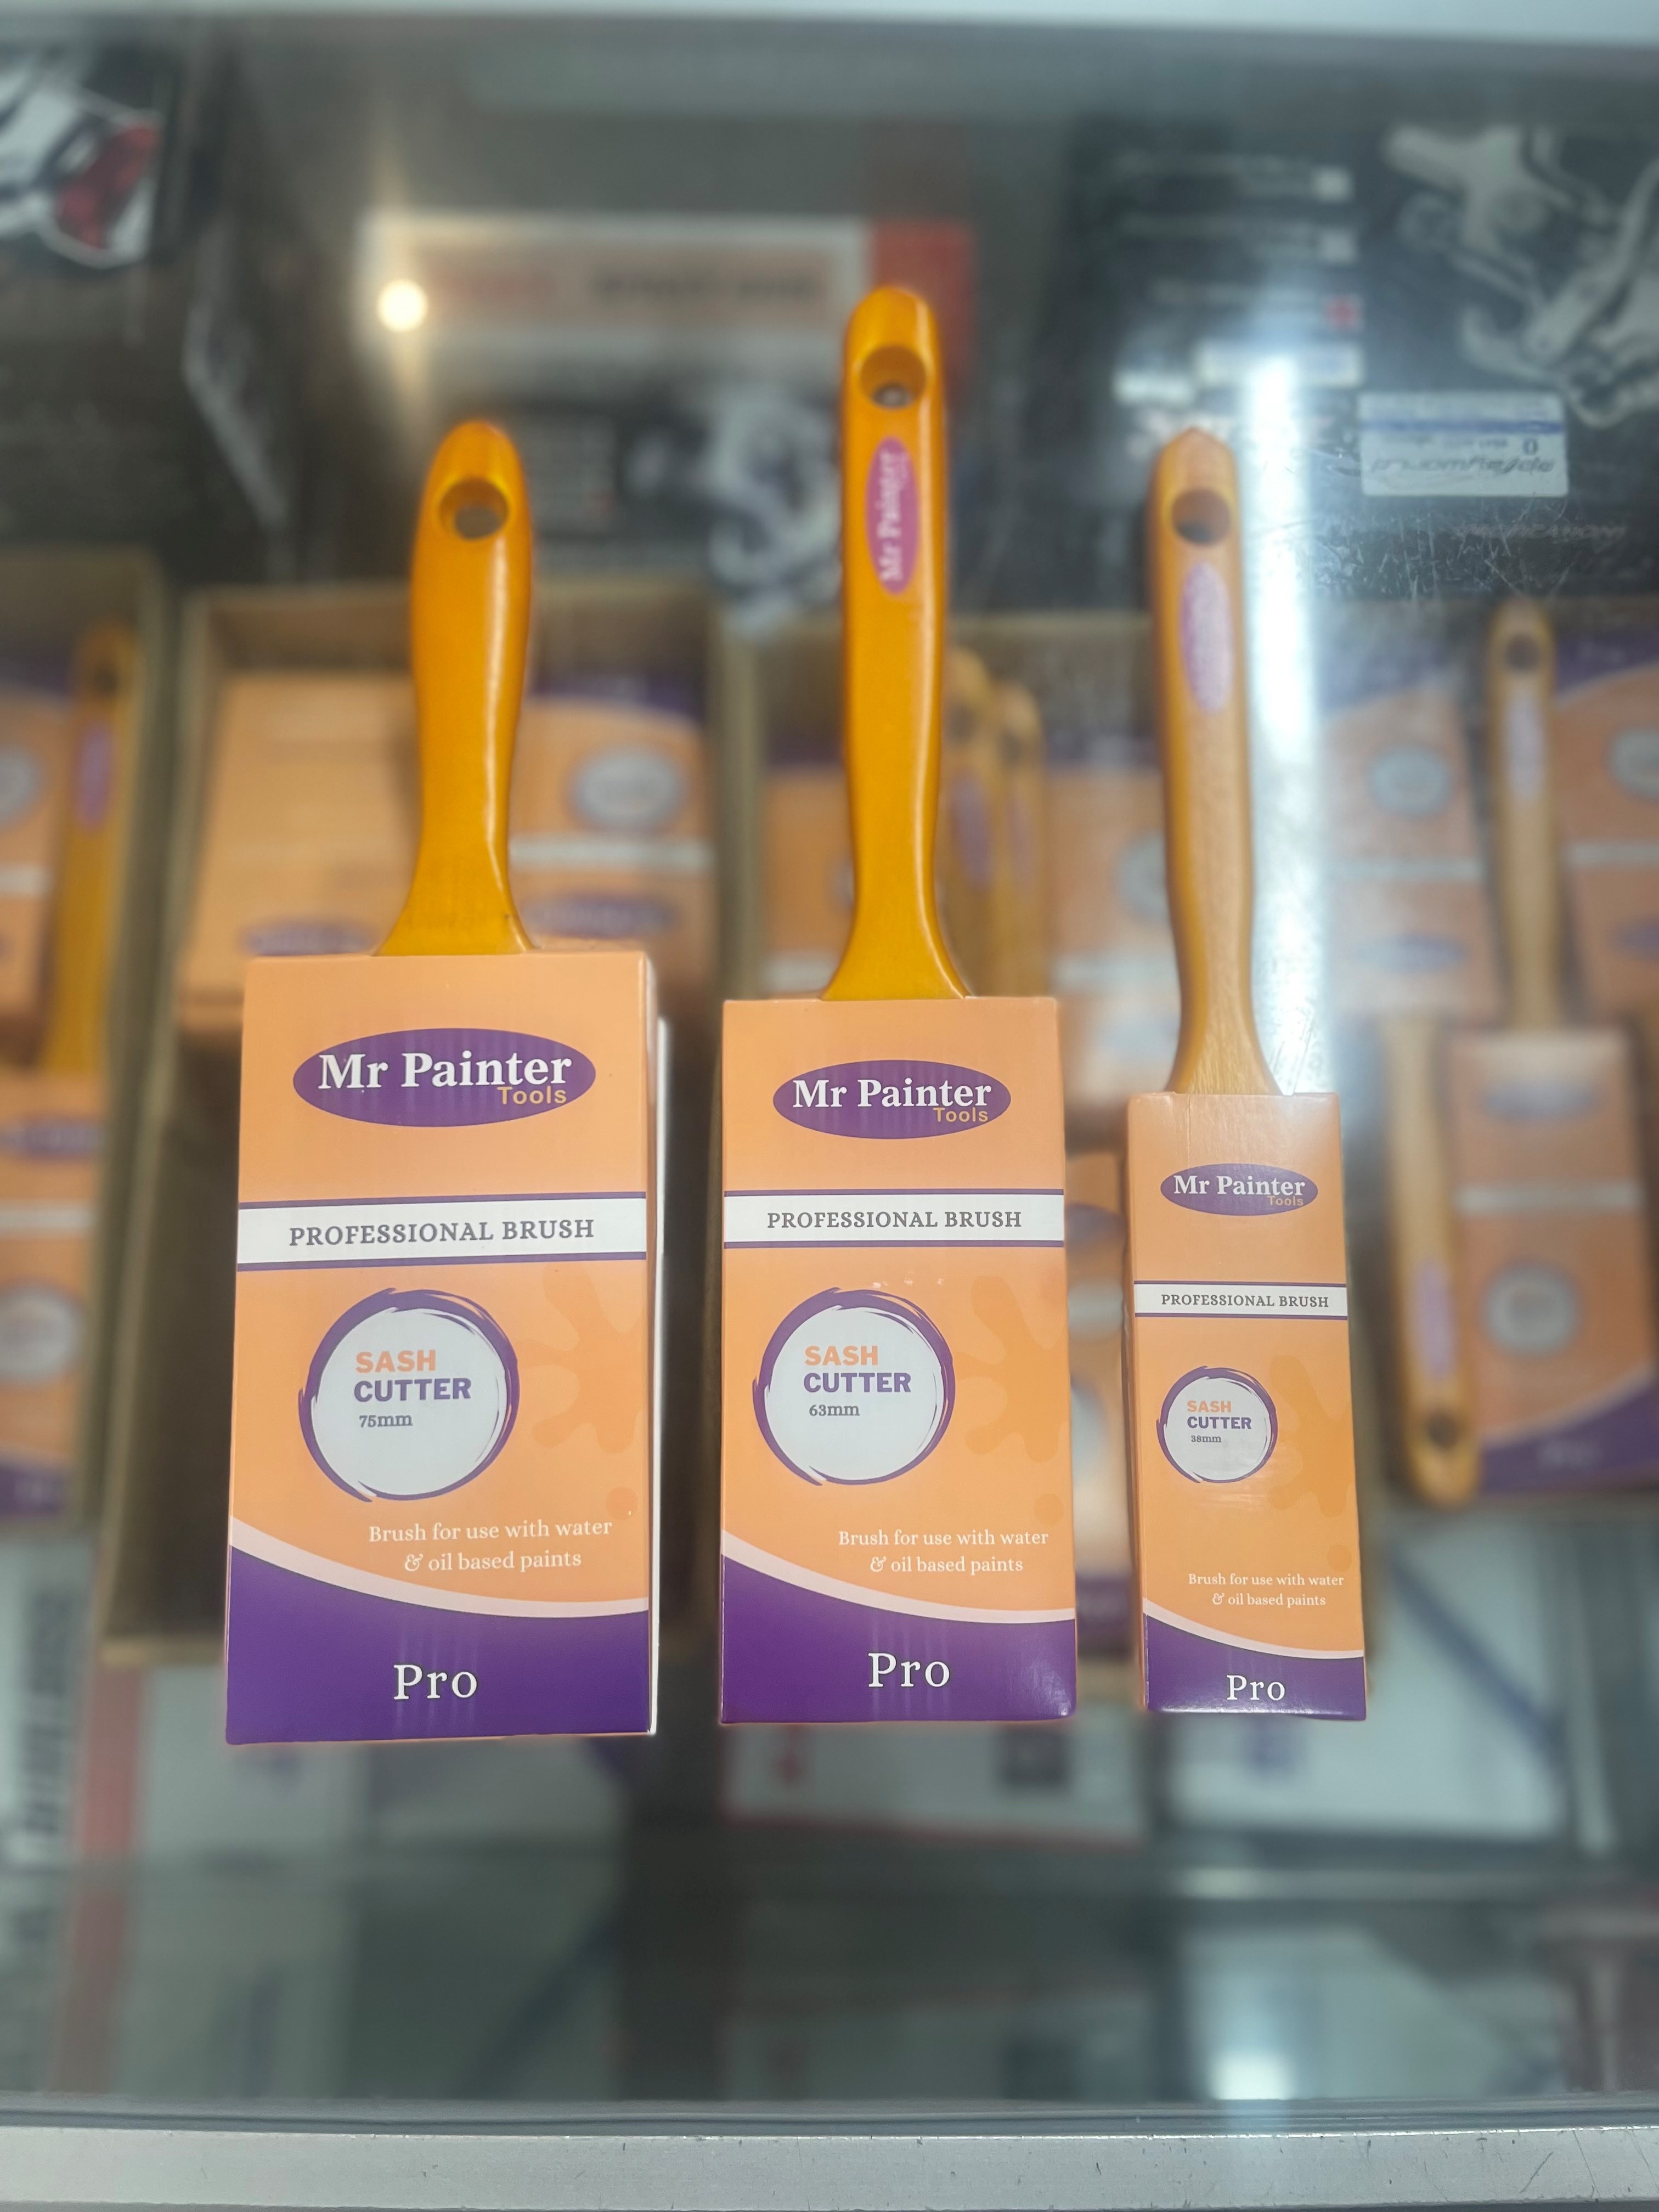 Mr Painter
Tools
PROFESSIONAL BRUSH
SASH
CUTTER
75mm
Brush for use with water
& oil based paints
Pro
Mr Painter
Mr Painter
Tools
PROFESSIONAL BRUSH
SASH
CUTTER
63mm
Brush for use with water
& oil based paints
Pro
Mr Painter
Tools
PROFESSIONAL BRUSH
SASH
CUTTER
38mm
Brush for use with water
& oil based paints
Pro